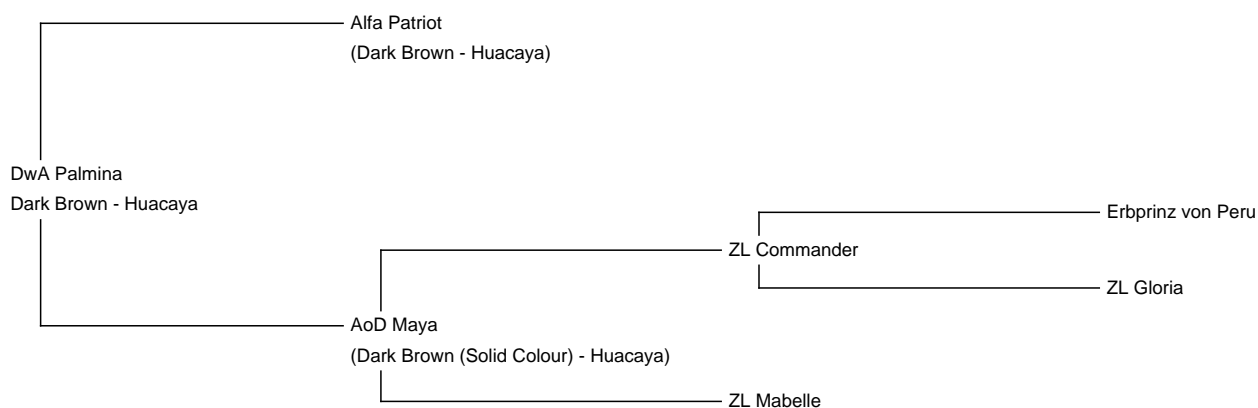 Alfa Patriot
(Dark Brown - Huacaya)
DwA Palmina
Dark Brown - Huacaya
Erbprinz von Peru
ZL Commander
ZL Gloria
AoD Maya
(Dark Brown (Solid Colour) - Huacaya)
ZL Mabelle